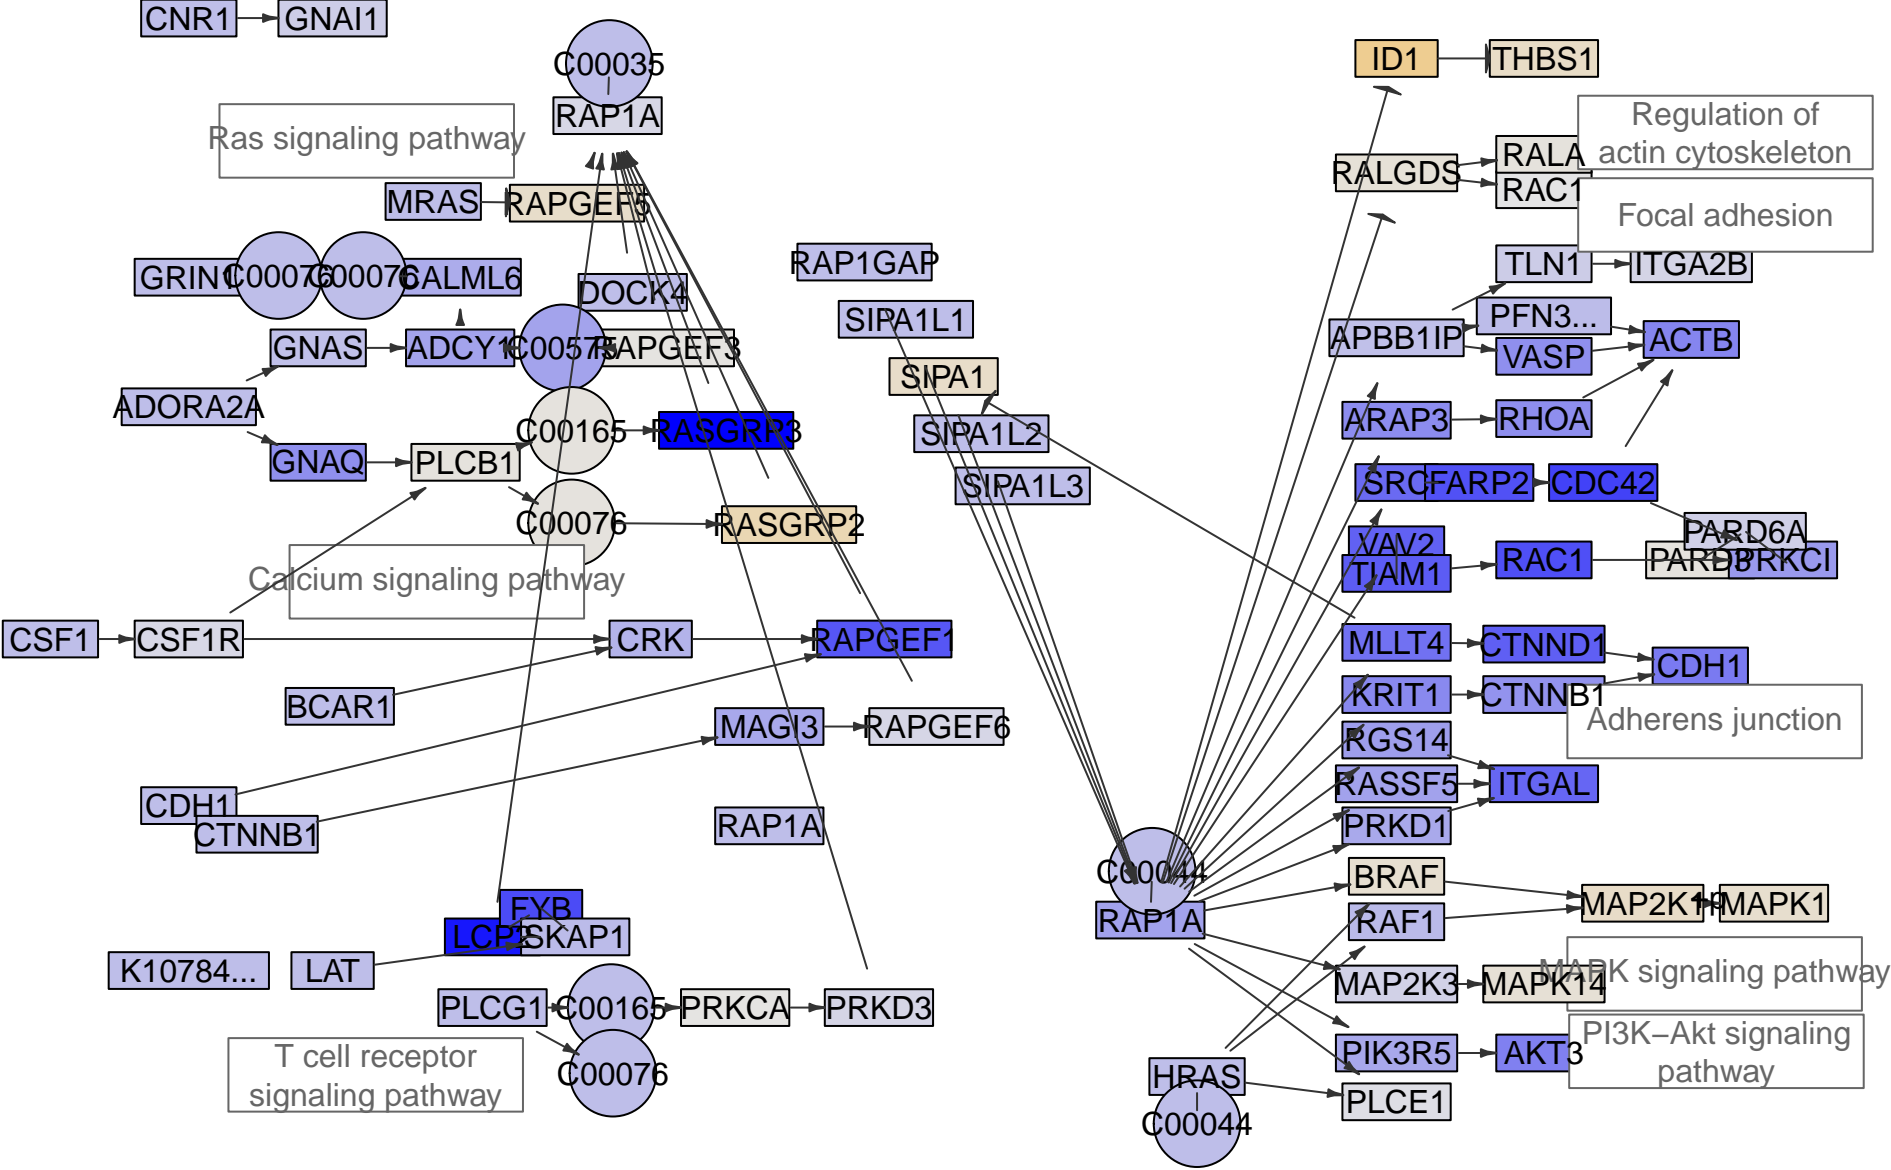 CNR1
GNAI1
C00035
RAP1A
Ras signaling pathway
MRAS
RAPGEF5
GRIN1
C00076
C00076
CALML6
DOCK4
GNAS
ADCY1
C00575
RAPGEF3
ADORA2A
GNAQ
PLCB1
C00165
RASGRP3
C00076
RASGRP2
Calcium signaling pathway
CSF1
CSF1R
CRK
RAPGEF1
BCAR1
MAGI3
RAPGEF6
CDH1
CTNNB1
RAP1A
FYB
LCP2
SKAP1
K10784...
LAT
PLCG1
C00165
PRKCA
PRKD3
C00076
T cell receptor
signaling pathway
RAP1GAP
SIPA1L1
SIPA1
SIPA1L2
SIPA1L3
C00044
RAP1A
HRAS
C00044
ID1
THBS1
Regulation of
actin cytoskeleton
RALGDS
RALA
RAC1
Focal adhesion
TLN1
ITGA2B
APBB1IP
PFN3...
VASP
ACTB
ARAP3
RHOA
SRC
FARP2
CDC42
VAV2
TIAM1
RAC1
PARD6A
PARD3
PRKCI
MLLT4
CTNND1
CDH1
KRIT1
CTNNB1
Adherens junction
RGS14
RASSF5
ITGAL
PRKD1
BRAF
RAF1
MAP2K1
+p
MAPK1
MAP2K3
MAPK14
MAPK signaling pathway
PIK3R5
AKT3
PI3K−Akt signaling
pathway
PLCE1